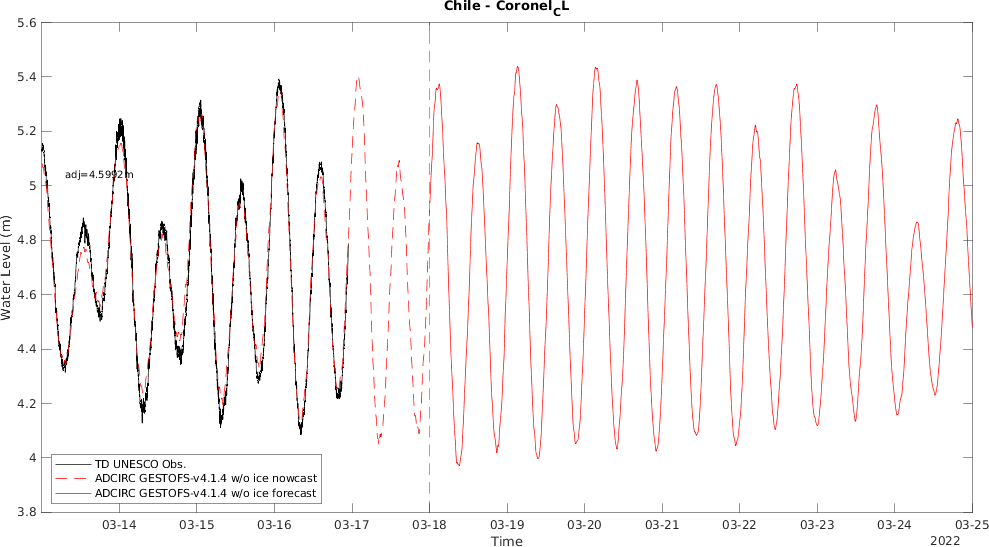 Chile - Coronel_CL
5.6
5.4
5.2
5
4.8
4.6
4.4
4.2
4
3.8
Water Level (m)
adj=4.5992m
TD UNESCO Obs.
ADCIRC GESTOFS-v4.1.4 w/o ice nowcast
ADCIRC GESTOFS-v4.1.4 w/o ice forecast
03-14 03-15 03-16 03-17 03-18 03-19 03-20 03-21 03-22 03-23 03-24 03-25
Time
2022